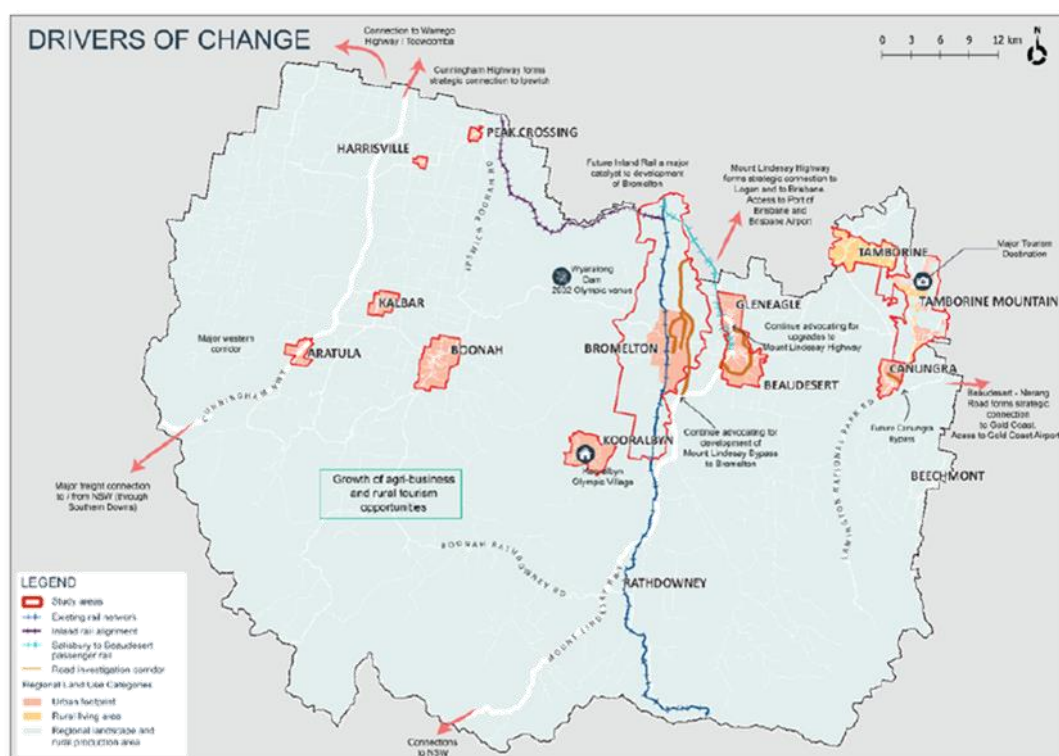 DRIVERS OF CHANGE
Connection to Warrego
Highway / Toowoomba
Cunningham Highway forms
strategic connection to Ipswich
0 3 6 9 12 km
N
PEAK CROSSING
HARRISVILLE
IPSWICH BOONAH RD
Future Inland Rail a major
catalyst to development
of Bromelton
Mount Lindesay Highway
forms strategic connection to
Logan and to Brisbane.
Access to Port of
Brisbane and
Brisbane Airport
TAMBORINE
Major Tourism
Destination
TAMBORINE MOUNTAIN
Wyaralong
Dam
2032 Olympic venue
KALBAR
GLENEAGLE
Major western
corridor
ARATULA
BOONAH
BROMELTON
Continue advocating for
upgrades to
Mount Lindesay Highway
BEAUDESERT
CANUNGRA
CUNNINGHAM HWY
Beaudesert - Nerang
Road forms strategic
connection
to Gold Coast,
Access to Gold Coast Airport
Future Canungra
Bypass
KOORALBYN
Kooralbyn
Olympic Village
Continue advocating for
development of
Mount Lindesay Bypass
to Bromelton
BEECHMONT
LAMINGTON NATIONAL PARK RD
Major freight connection
to / from NSW (through
Southern Downs)
Growth of agri-business
and rural tourism
opportunities
BOONAH RATHDOWNEY RD
RATHDOWNEY
MOUNT LINDESAY HWY
Connections
to NSW
LEGEND
Study areas
Existing rail network
Inland rail alignment
Salisbury to Beaudesert
passenger rail
Road investigation corridor
Regional Land Use Categories
Urban footprint
Rural living area
Regional landscape and
rural production area